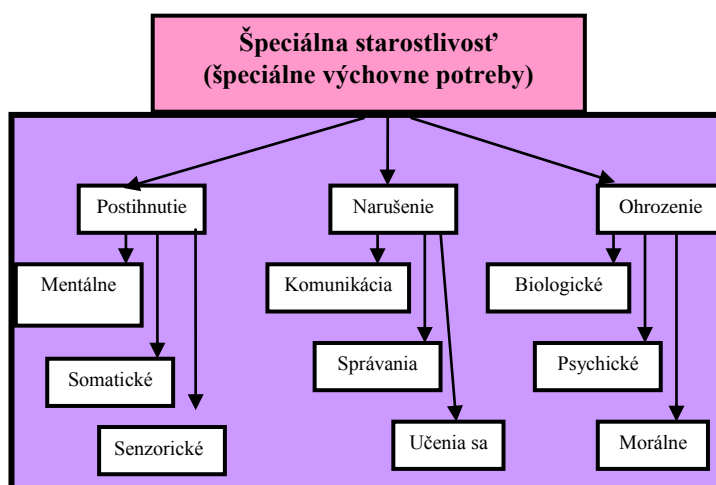 Špeciálna starostlivosť
(špeciálne výchovne potreby)
Postihnutie
Narušenie
Ohrozenie
Mentálne
Komunikácia
Biologické
Somatické
Správania
Psychické
Senzorické
Učenia sa
Morálne